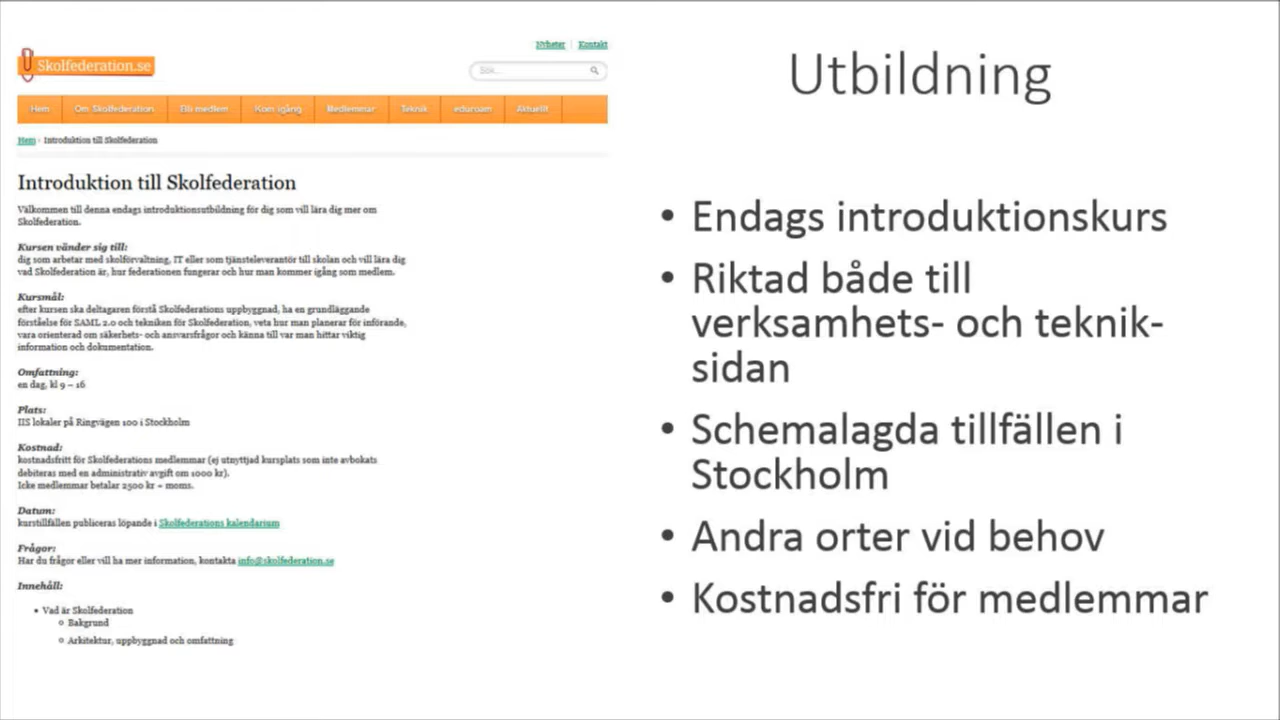 Nyheter | Kontakt
Skolfederation.se
Sök...
Hem
Om Skolfederation
Bli medlem
Kom igång
Medlemmar
Teknik
eduroam
Aktuellt
Hem › Introduktion till Skolfederation
Introduktion till Skolfederation
Välkommen till denna endags introduktionsutbildning för dig som vill lära dig mer om
Skolfederation.
Kursen vänder sig till:
dig som arbetar med skolförvaltning, IT eller som tjänsteleverantör till skolan och vill lära dig
vad Skolfederation är, hur federationen fungerar och hur man kommer igång som medlem.
Kursmål:
efter kursen ska deltagaren förstå Skolfederations uppbyggnad, ha en grundläggande
förståelse för SAML 2.0 och tekniken för Skolfederation, veta hur man planerar för införande,
vara orienterad om säkerhets- och ansvarsfrågor och känna till var man hittar viktig
information och dokumentation.
Omfattning:
en dag, kl 9 – 16
Plats:
IIS lokaler på Ringvägen 100 i Stockholm
Kostnad:
kostnadsfritt för Skolfederations medlemmar (ej utnyttjad kursplats som inte avbokats
debiteras med en administrativ avgift om 1000 kr).
Icke medlemmar betalar 2500 kr + moms.
Datum:
kurstillfällen publiceras löpande i Skolfederations kalendarium
Frågor:
Har du frågor eller vill ha mer information, kontakta info@skolfederation.se
Innehåll:
• Vad är Skolfederation
o Bakgrund
o Arkitektur, uppbyggnad och omfattning
Utbildning
• Endags introduktionskurs
• Riktad både till
verksamhets- och teknik-
sidan
• Schemalagda tillfällen i
Stockholm
• Andra orter vid behov
• Kostnadsfri för medlemmar